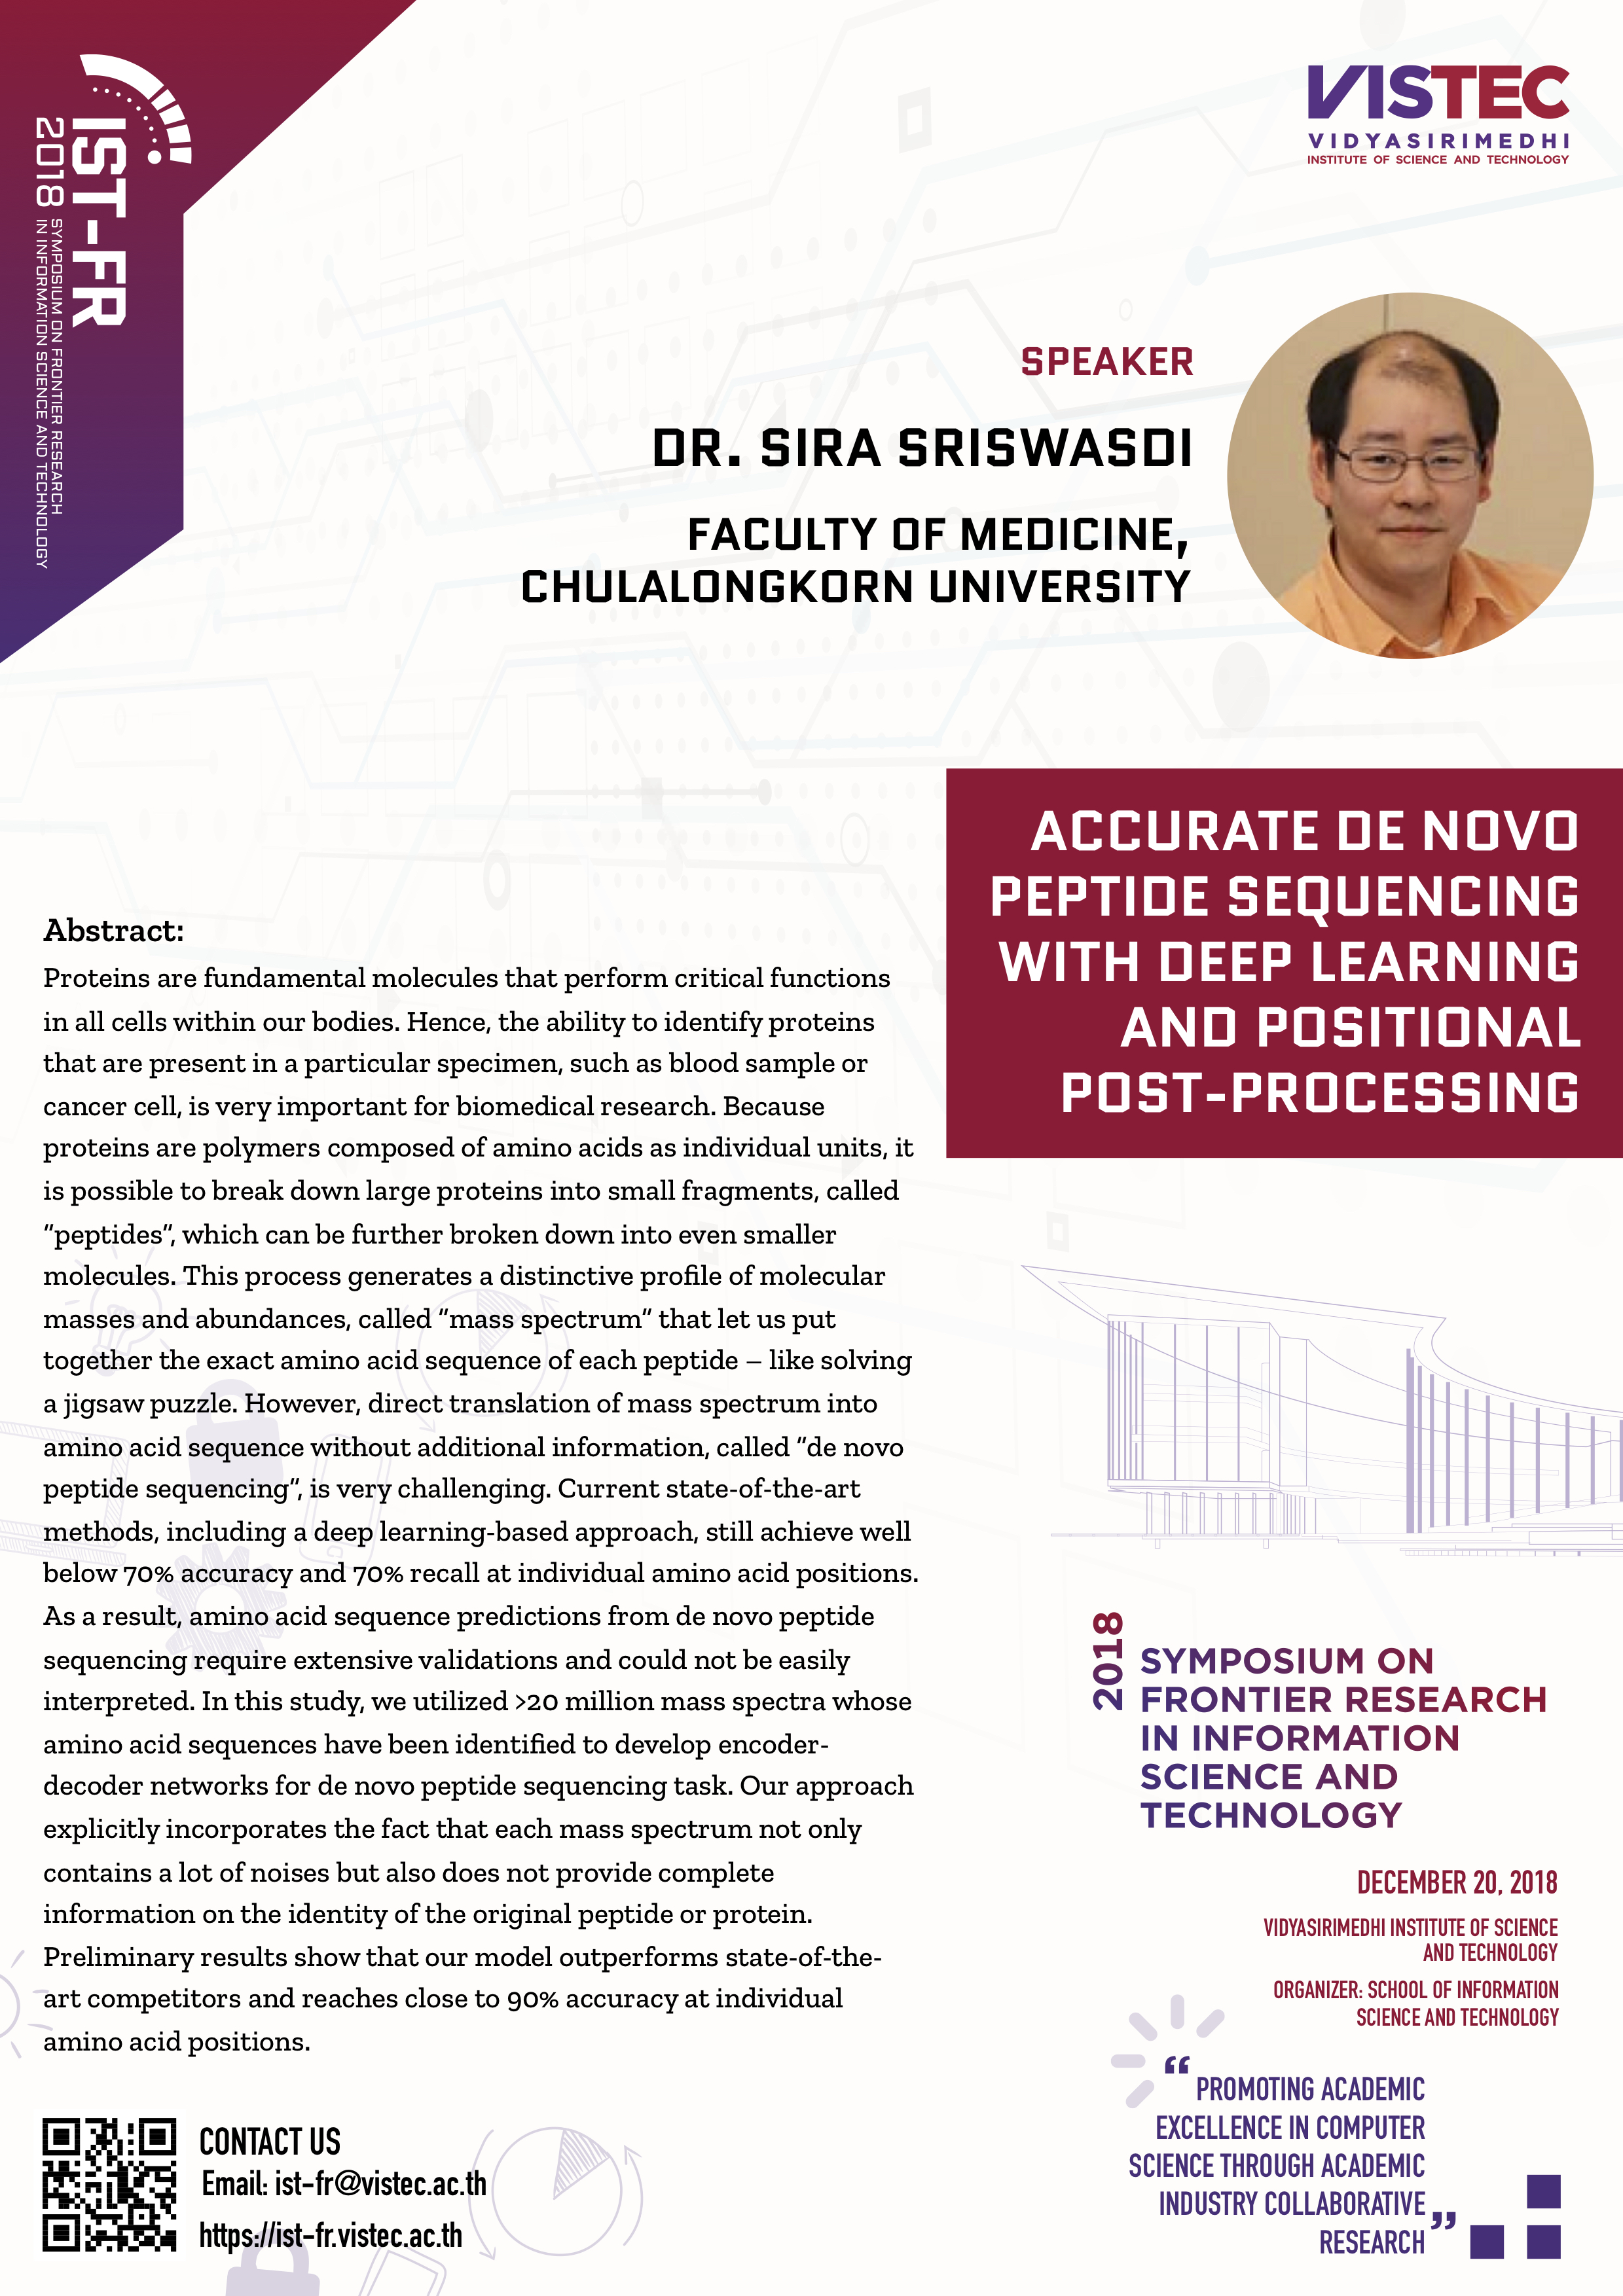 IST-FR
2018 SYMPOSIUM ON FRONTIER RESEARCH
IN INFORMATION SCIENCE AND TECHNOLOGY
VISTEC
VIDYASIRIMEDHI
INSTITUTE OF SCIENCE AND TECHNOLOGY
SPEAKER
DR. SIRA SRISWASDI
FACULTY OF MEDICINE,
CHULALONGKORN UNIVERSITY
ACCURATE DE NOVO
PEPTIDE SEQUENCING
WITH DEEP LEARNING
AND POSITIONAL
POST-PROCESSING
Abstract:
Proteins are fundamental molecules that perform critical functions
in all cells within our bodies. Hence, the ability to identify proteins
that are present in a particular specimen, such as blood sample or
cancer cell, is very important for biomedical research. Because
proteins are polymers composed of amino acids as individual units, it
is possible to break down large proteins into small fragments, called
“peptides”, which can be further broken down into even smaller
molecules. This process generates a distinctive profile of molecular
masses and abundances, called “mass spectrum” that let us put
together the exact amino acid sequence of each peptide – like solving
a jigsaw puzzle. However, direct translation of mass spectrum into
amino acid sequence without additional information, called “de novo
peptide sequencing”, is very challenging. Current state-of-the-art
methods, including a deep learning-based approach, still achieve well
below 70% accuracy and 70% recall at individual amino acid positions.
As a result, amino acid sequence predictions from de novo peptide
sequencing require extensive validations and could not be easily
interpreted. In this study, we utilized >20 million mass spectra whose
amino acid sequences have been identified to develop encoder-
decoder networks for de novo peptide sequencing task. Our approach
explicitly incorporates the fact that each mass spectrum not only
contains a lot of noises but also does not provide complete
information on the identity of the original peptide or protein.
Preliminary results show that our model outperforms state-of-the-
art competitors and reaches close to 90% accuracy at individual
amino acid positions.
2018
SYMPOSIUM ON
FRONTIER RESEARCH
IN INFORMATION
SCIENCE AND
TECHNOLOGY
DECEMBER 20, 2018
VIDYASIRIMEDHI INSTITUTE OF SCIENCE
AND TECHNOLOGY
ORGANIZER: SCHOOL OF INFORMATION
SCIENCE AND TECHNOLOGY
“PROMOTING ACADEMIC
EXCELLENCE IN COMPUTER
SCIENCE THROUGH ACADEMIC
INDUSTRY COLLABORATIVE
RESEARCH”
CONTACT US
Email: ist-fr@vistec.ac.th
https://ist-fr.vistec.ac.th